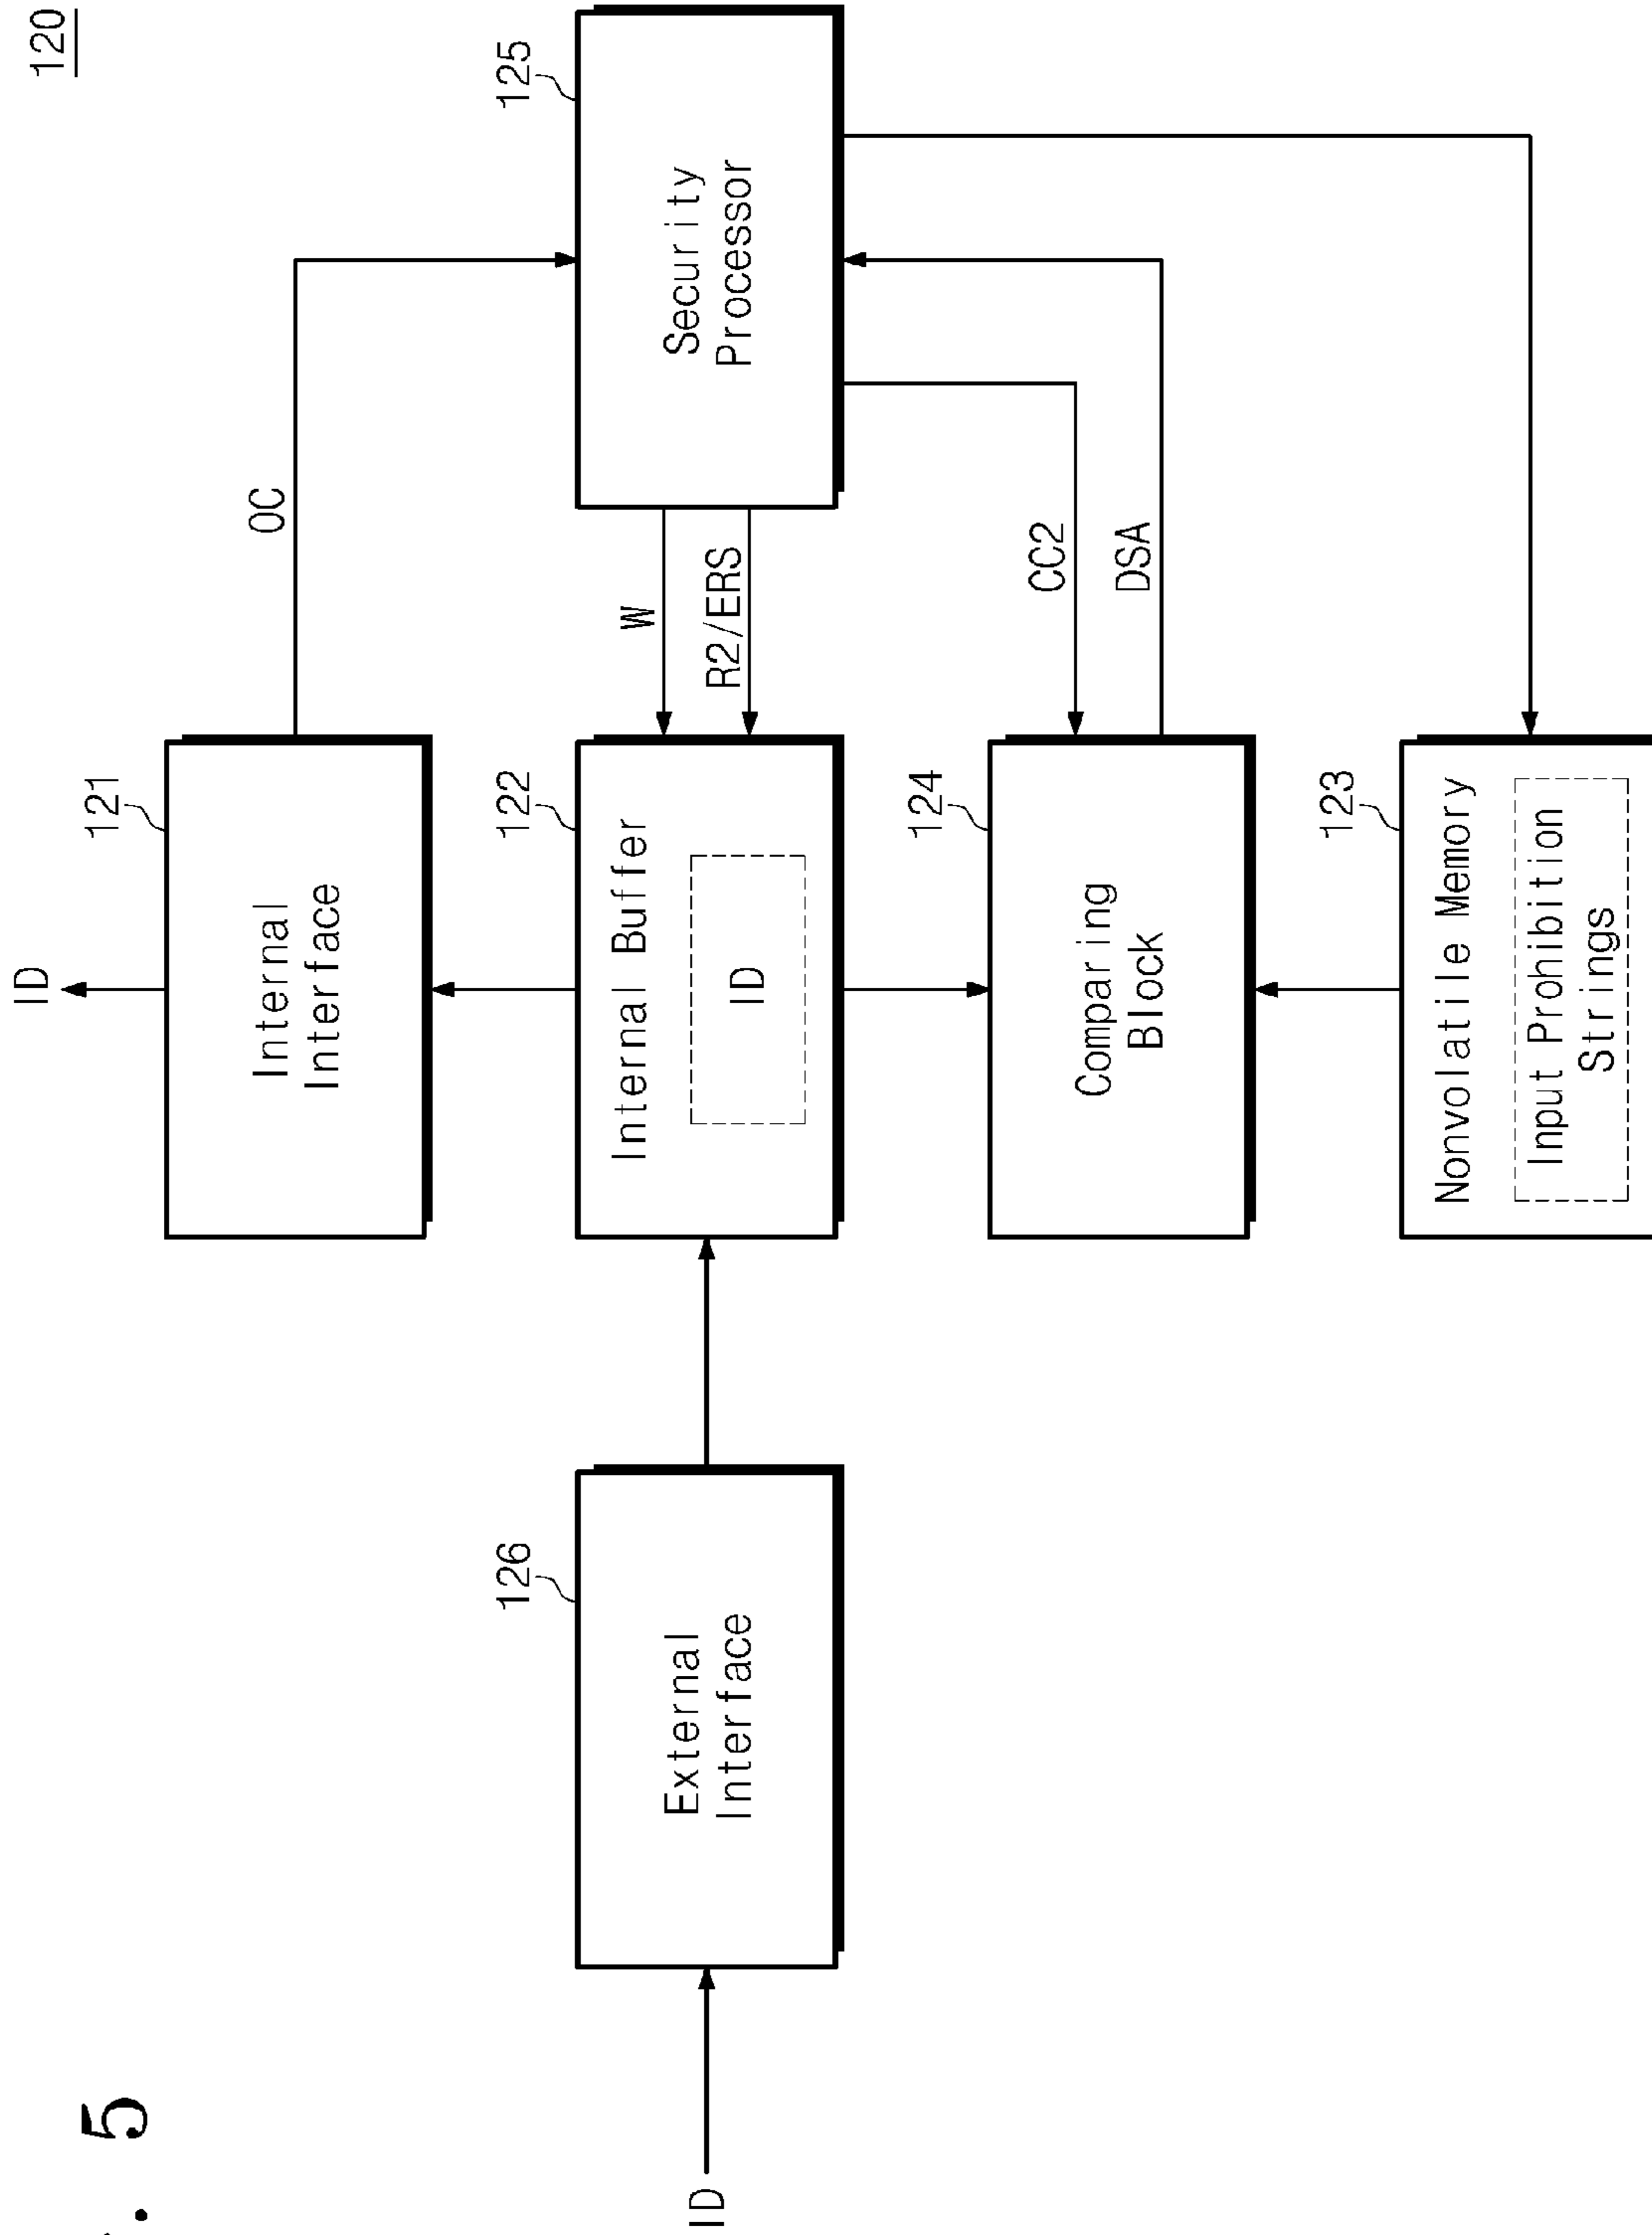 . 5
120
ID
121
Internal
Interface
OC
125
Security
Processor
126
External
Interface
ID
122
Internal Buffer
ID
W
R2/ERS
124
Comparing
Block
CC2
DSA
123
Nonvolatile Memory
Input Prohibition
Strings